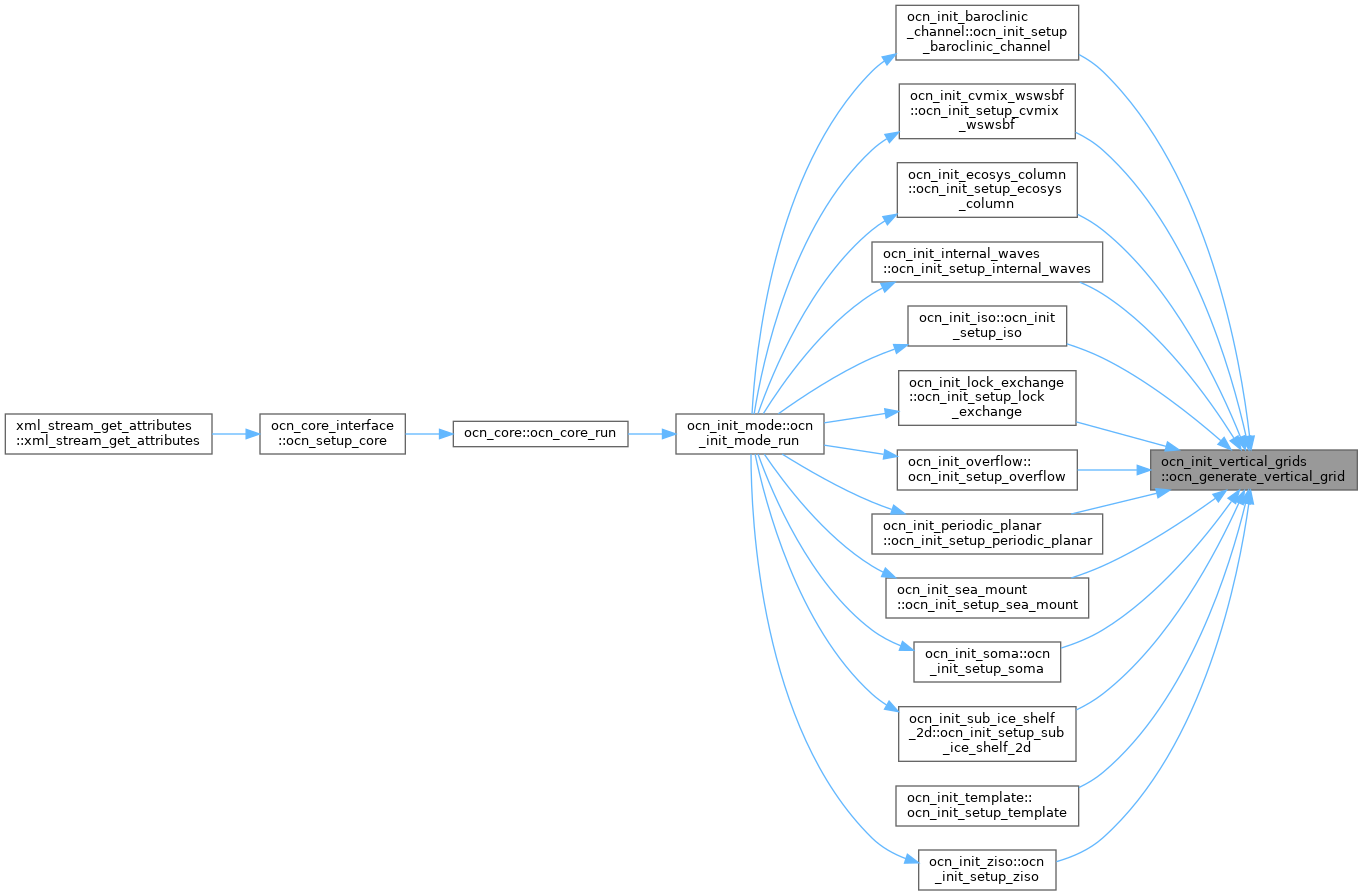 ocn_init_baroclinic
_channel::ocn_init_setup
_baroclinic_channel
ocn_init_cvmix_wswsbf
::ocn_init_setup_cvmix
_wswsbf
ocn_init_ecosys_column
::ocn_init_setup_ecosys
_column
ocn_init_internal_waves
::ocn_init_setup_internal_waves
ocn_init_iso::ocn_init
_setup_iso
ocn_init_lock_exchange
::ocn_init_setup_lock
_exchange
xml_stream_get_attributes
::xml_stream_get_attributes
ocn_core_interface
::ocn_setup_core
ocn_core::ocn_core_run
ocn_init_mode::ocn
_init_mode_run
ocn_init_overflow::
ocn_init_setup_overflow
ocn_init_vertical_grids
::ocn_generate_vertical_grid
ocn_init_periodic_planar
::ocn_init_setup_periodic_planar
ocn_init_sea_mount
::ocn_init_setup_sea_mount
ocn_init_soma::ocn
_init_setup_soma
ocn_init_sub_ice_shelf
_2d::ocn_init_setup_sub
_ice_shelf_2d
ocn_init_template::
ocn_init_setup_template
ocn_init_ziso::ocn
_init_setup_ziso